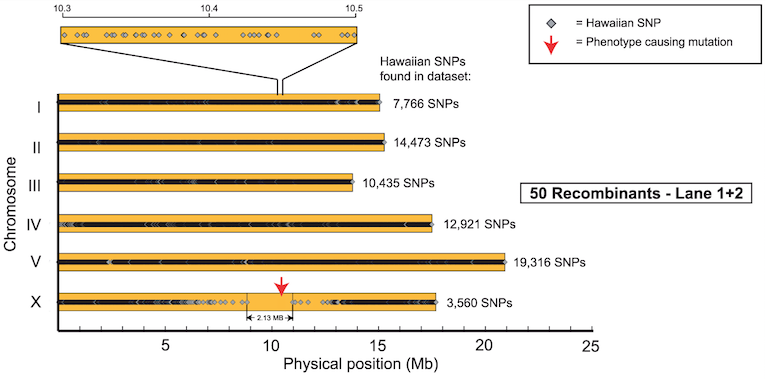 10.3
10.4
10.5
= Hawaiian SNP
= Phenotype causing mutation
Hawaiian SNPs
found in dataset:
I
7,766 SNPs
II
14,473 SNPs
III
10,435 SNPs
50 Recombinants - Lane 1+2
IV
12,921 SNPs
V
19,316 SNPs
X
3,560 SNPs
2.13 MB
Chromosome
5
10
15
20
25
Physical position (Mb)